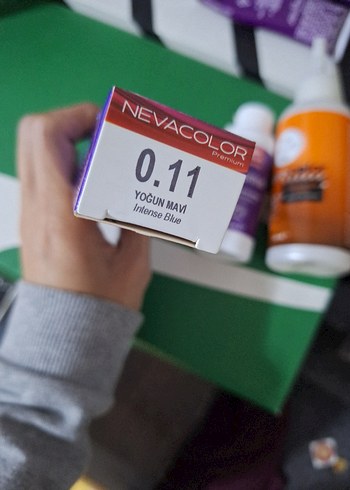 NEVACOLOR
Premium
0.11
YOĞUN MAVİ
Intense Blue